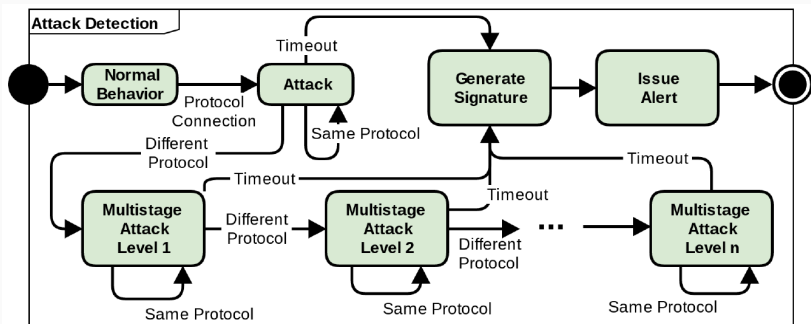 Attack Detection
Timeout
Normal
Behavior
Protocol
Connection
Attack
Same Protocol
Generate
Signature
Issue
Alert
Different
Protocol
Timeout
Timeout
Timeout
Multistage
Attack
Level 1
Different
Protocol
Multistage
Attack
Level 2
Different
Protocol
...
Multistage
Attack
Level n
Same Protocol
Same Protocol
Same Protocol